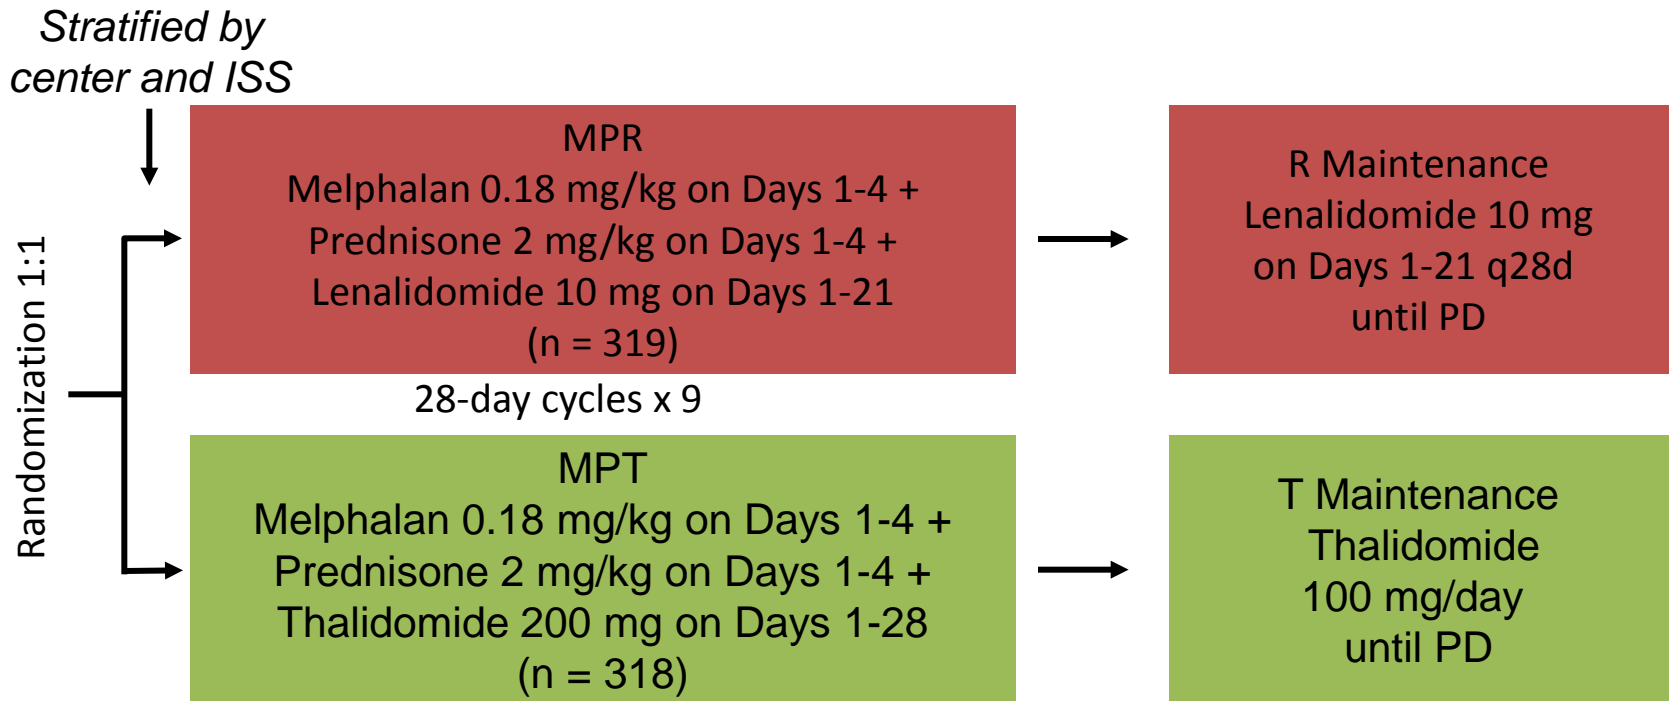 Stratified by
center and ISS
Randomization 1:1
MPR
Melphalan 0.18 mg/kg on Days 1-4 +
Prednisone 2 mg/kg on Days 1-4 +
Lenalidomide 10 mg on Days 1-21
(n = 319)
R Maintenance
Lenalidomide 10 mg
on Days 1-21 q28d
until PD
28-day cycles x 9
MPT
Melphalan 0.18 mg/kg on Days 1-4 +
Prednisone 2 mg/kg on Days 1-4 +
Thalidomide 200 mg on Days 1-28
(n = 318)
T Maintenance
Thalidomide
100 mg/day
until PD